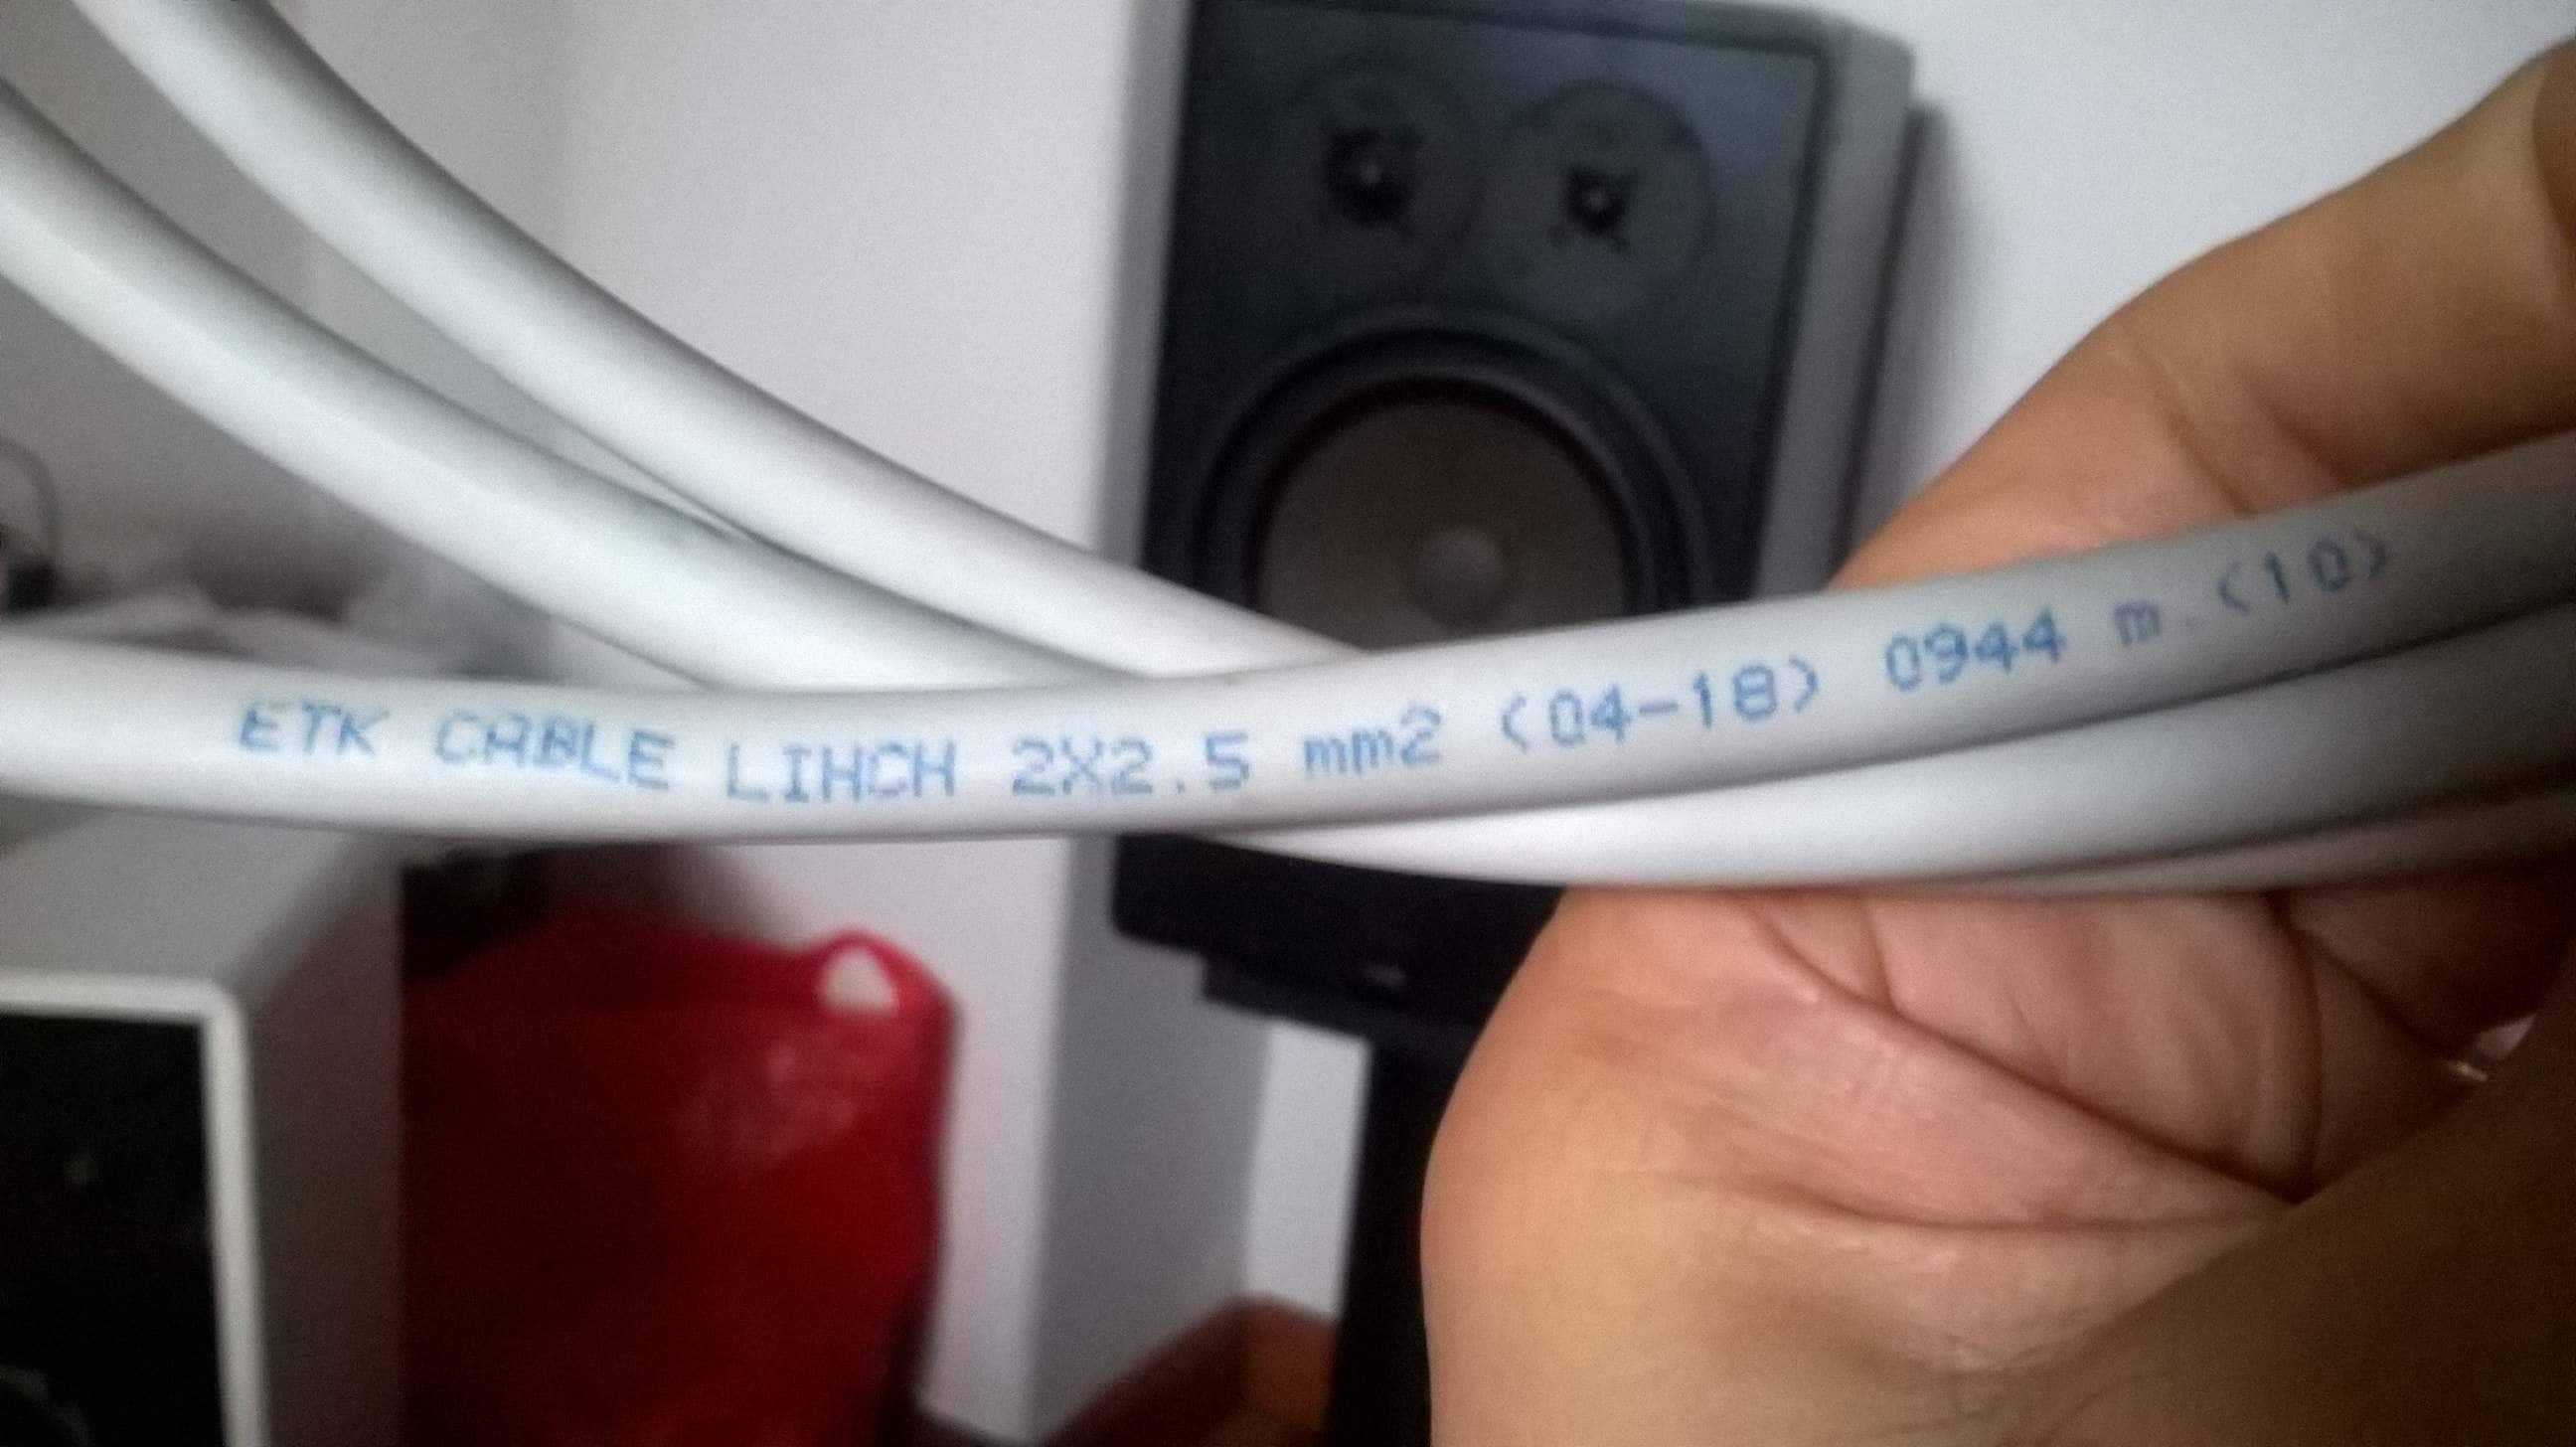 ETK CABLE LIHCH 2X2.5 mm2 (04-18) 0944 m.(10)